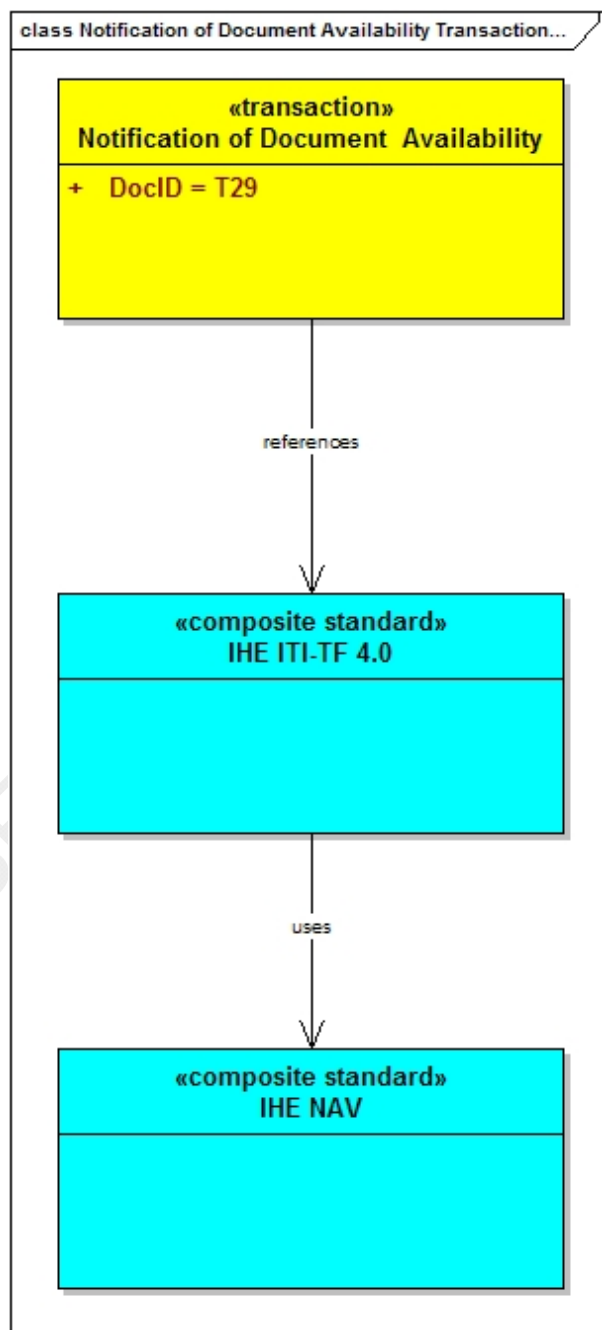 class Notification of Document Availability Transaction...
«transaction»
Notification of Document Availability
+ DocID = T29
references
«composite standard»
IHE ITI-TF 4.0
uses
«composite standard»
IHE NAV